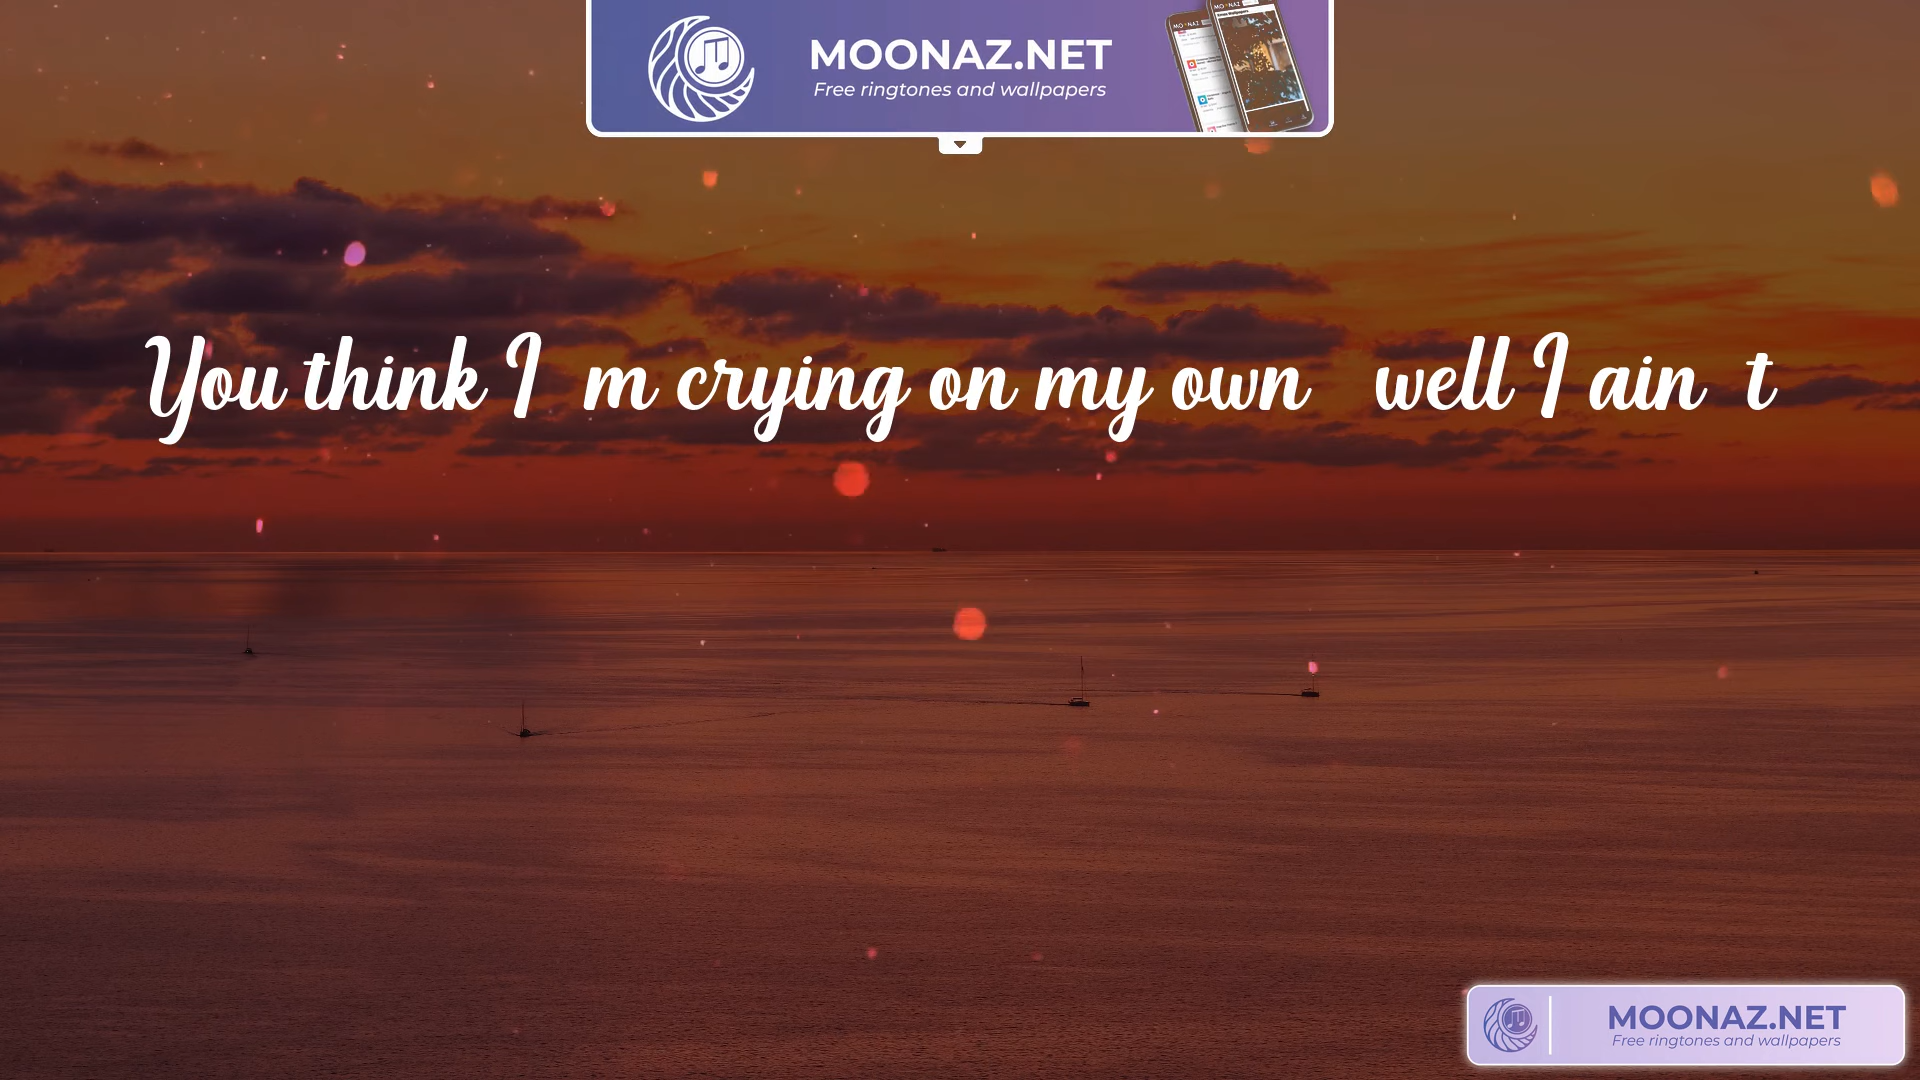 MOONAZ.NET
Free ringtones and wallpapers
You think I m crying on my own well I ain t
MOONAZ.NET
Free ringtones and wallpapers